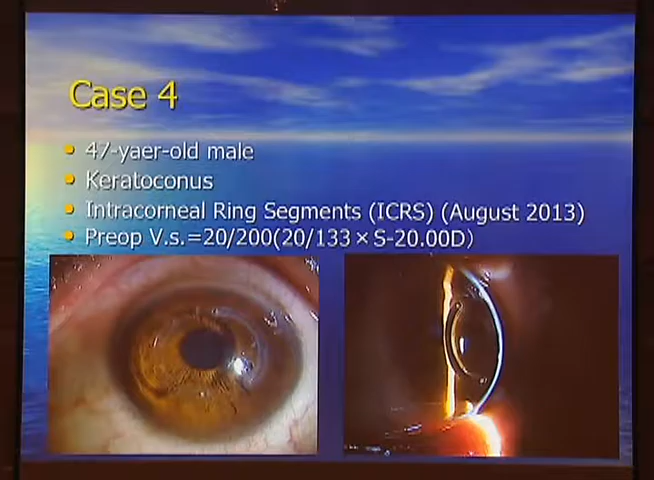 Case 4
47-yaer-old male
Keratoconus
Intracorneal Ring Segments (ICRS) (August 2013)
Preop V.s.=20/200(20/133×S-20.00D)